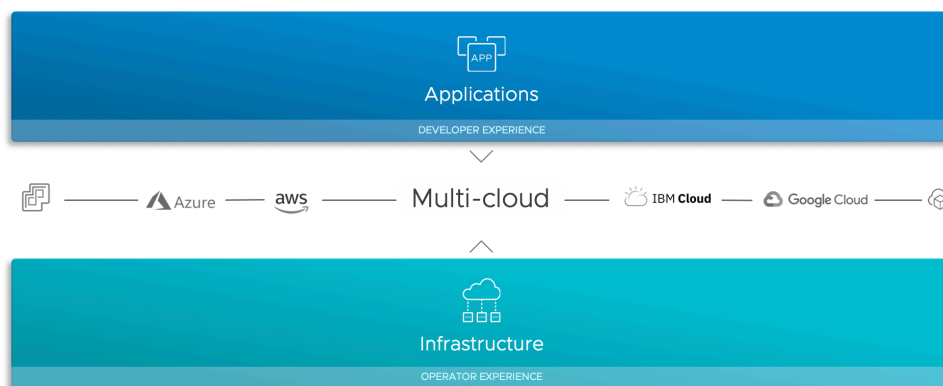 APP
Applications
DEVELOPER EXPERIENCE
Azure aws Multi-cloud IBM Cloud Google Cloud
Infrastructure
OPERATOR EXPERIENCE